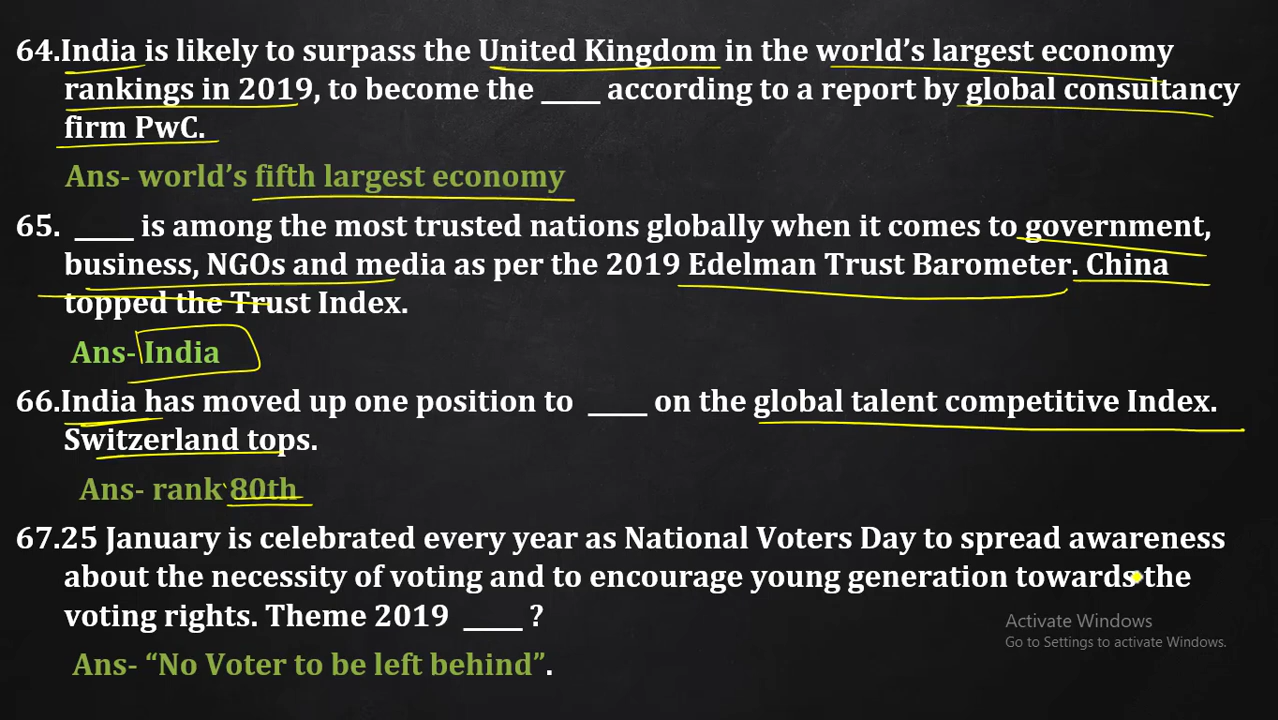 64.India is likely to surpass the United Kingdom in the world’s largest economy
rankings in 2019, to become the _____ according to a report by global consultancy
firm PwC.
Ans- world’s fifth largest economy
65. _____ is among the most trusted nations globally when it comes to government,
business, NGOs and media as per the 2019 Edelman Trust Barometer. China
topped the Trust Index.
Ans- India
66.India has moved up one position to _____ on the global talent competitive Index.
Switzerland tops.
Ans- rank 80th
67.25 January is celebrated every year as National Voters Day to spread awareness
about the necessity of voting and to encourage young generation towards the
voting rights. Theme 2019 _____ ?
Ans- “No Voter to be left behind”.
Activate Windows
Go to Settings to activate Windows.